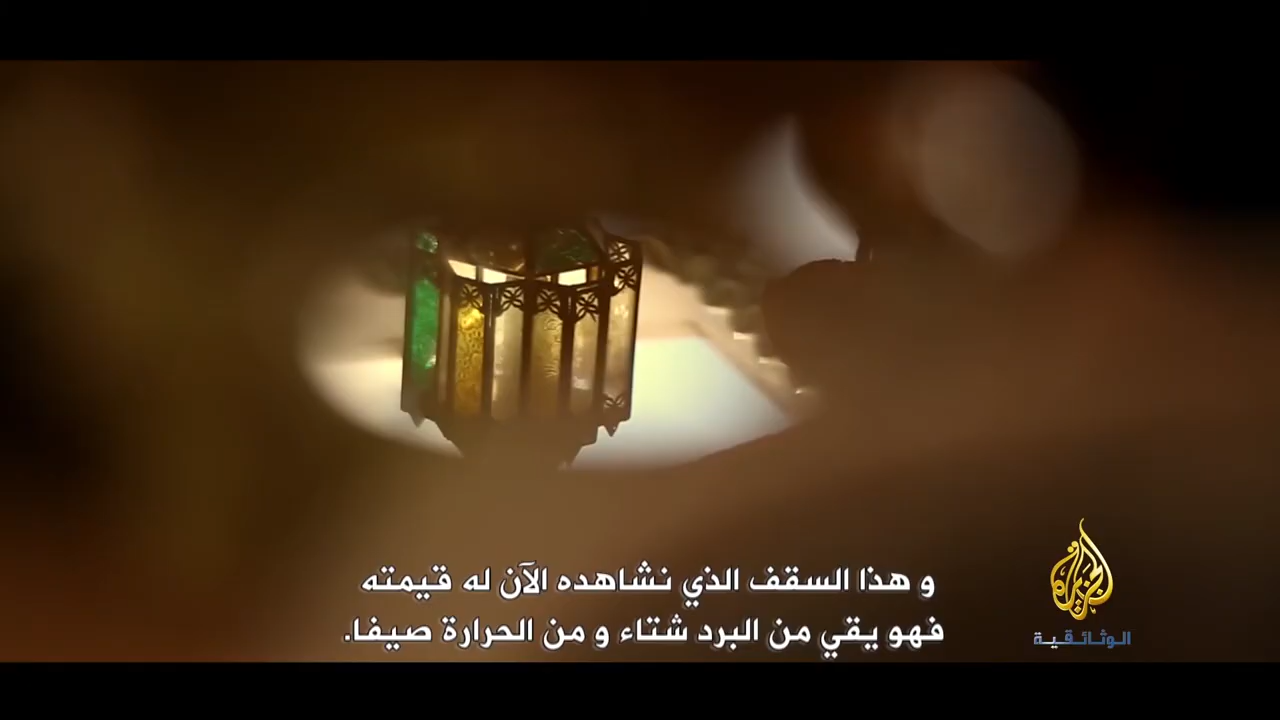 و هذا السقف الذي نشاهده الآن له قيمته
فهو يقي من البرد شتاء و من الحرارة صيفا.
الجزيرة
الوثائقية